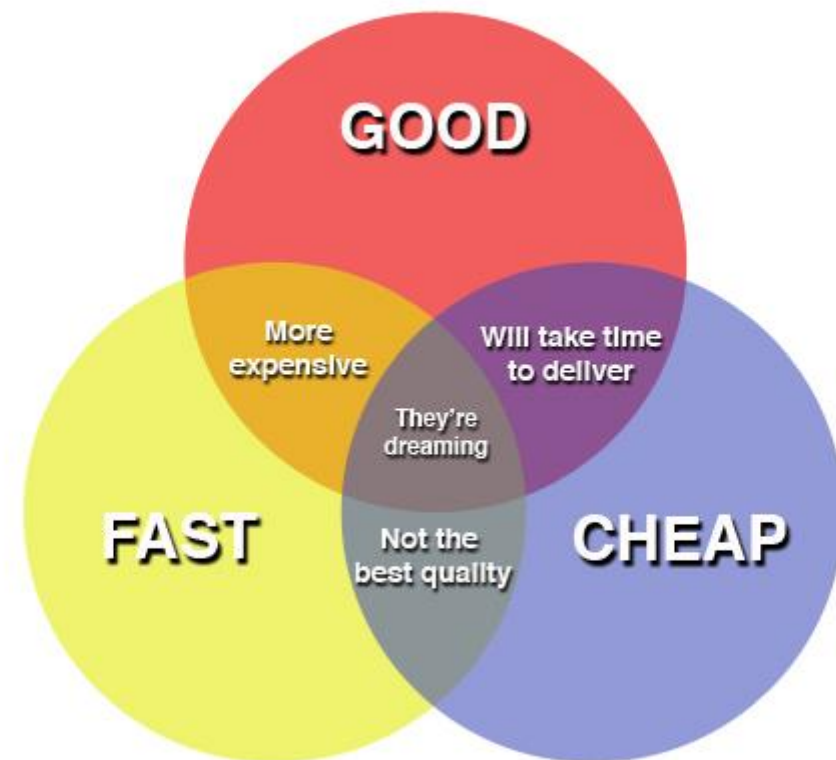 GOOD
More
expensive
Will take time
to deliver
They're
dreaming
FAST
Not the
best quality
CHEAP